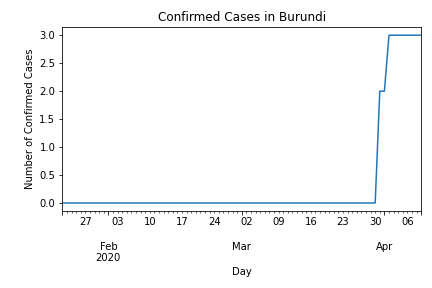 Confirmed Cases in Burundi
Number of Confirmed Cases
3.0
2.5
2.0
1.5
1.0
0.5
0.0
27 03 10 17 24 02 09 16 23 30 06
Feb Mar Apr
2020
Day